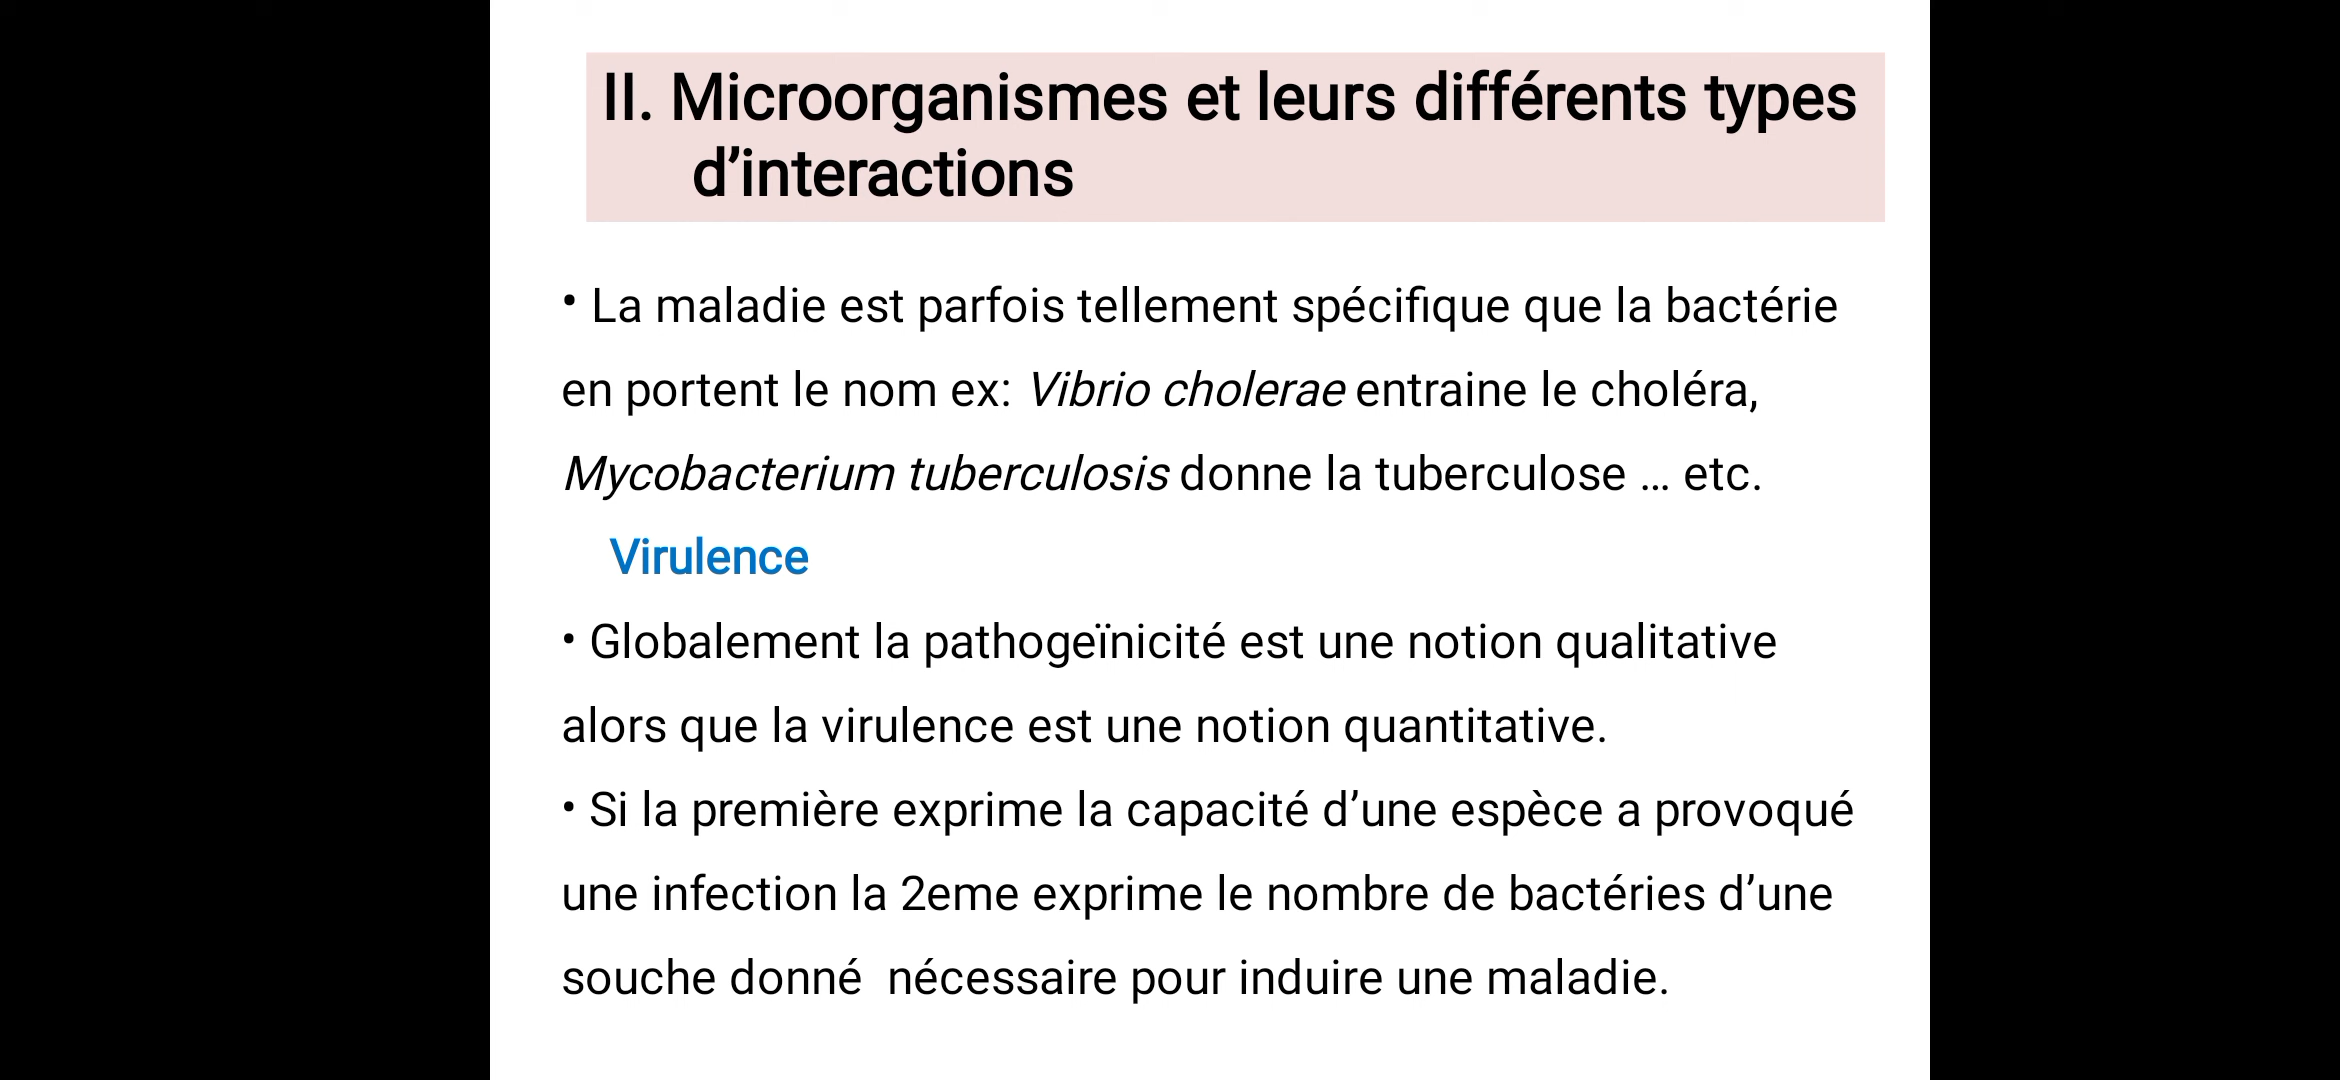 II. Microorganismes et leurs différents types
d’interactions
• La maladie est parfois tellement spécifique que la bactérie
en portent le nom ex: Vibrio cholerae entraine le choléra,
Mycobacterium tuberculosis donne la tuberculose ... etc.
Virulence
• Globalement la pathogeïnicité est une notion qualitative
alors que la virulence est une notion quantitative.
• Si la première exprime la capacité d’une espèce a provoqué
une infection la 2eme exprime le nombre de bactéries d’une
souche donné  nécessaire pour induire une maladie.